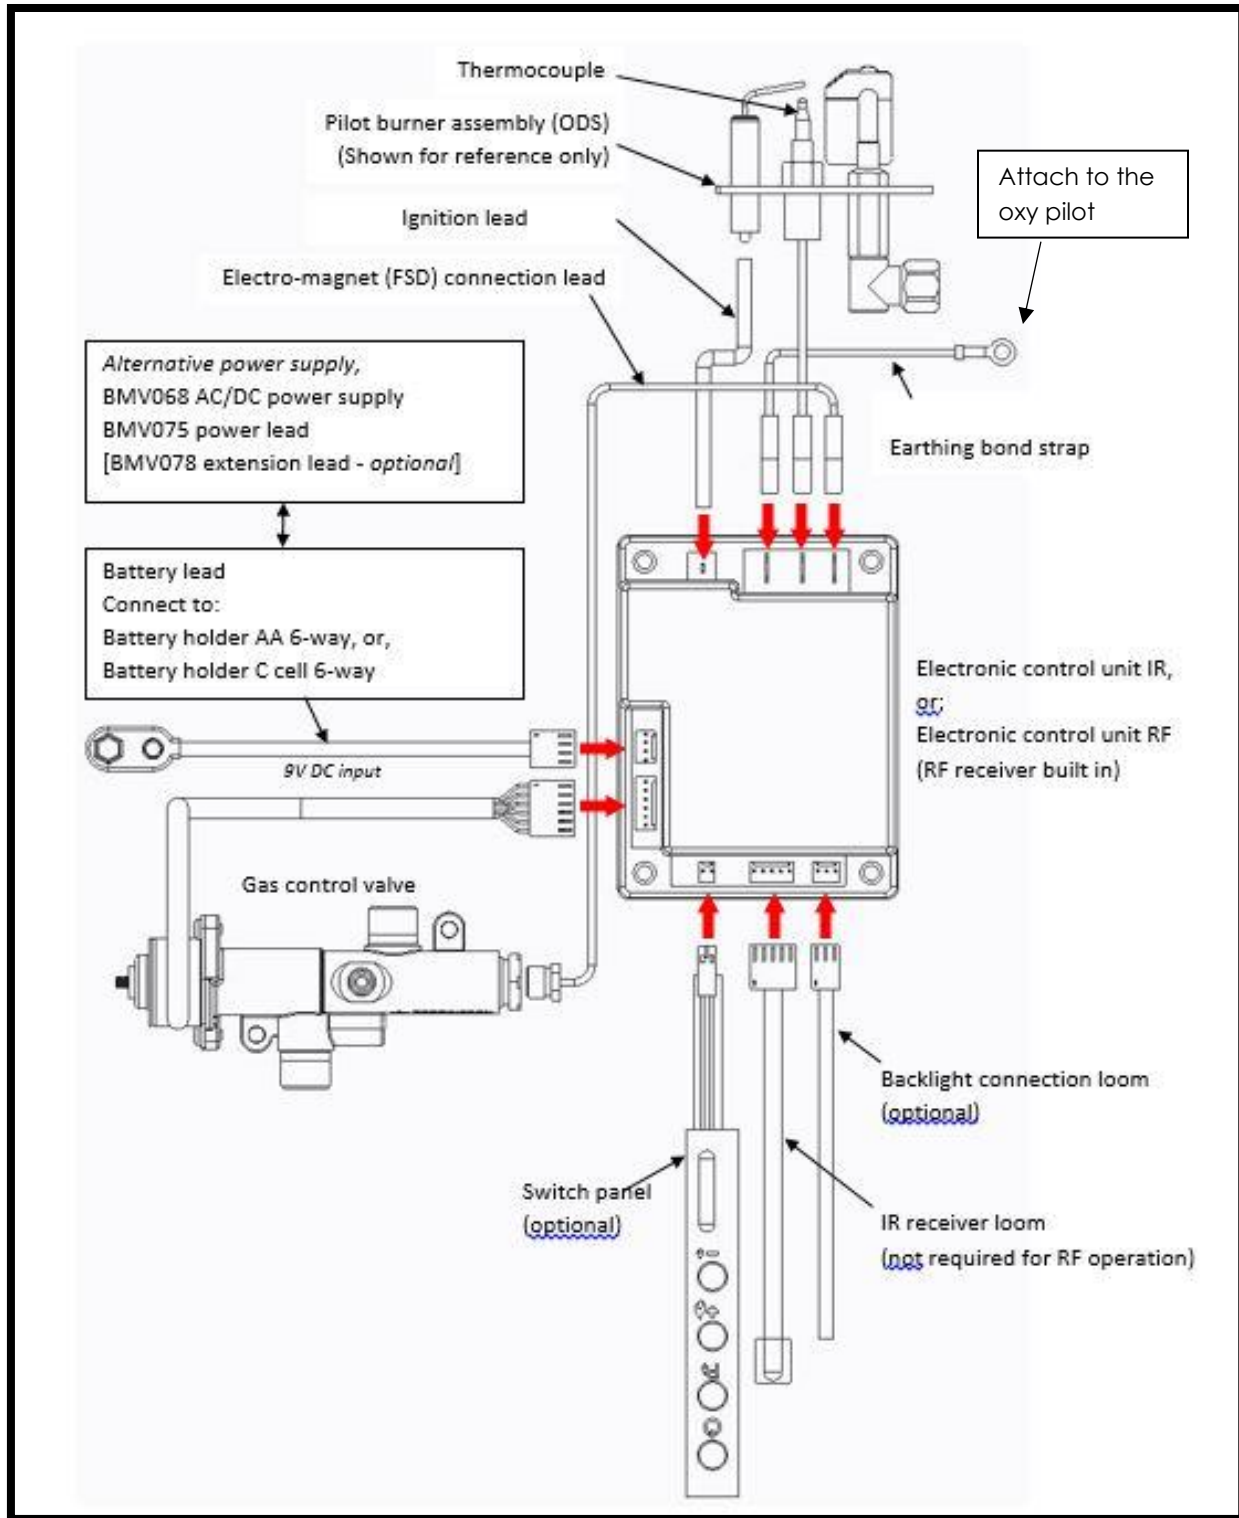 Thermocouple
Pilot burner assembly (ODS)
(Shown for reference only)
Attach to the
oxy pilot
Ignition lead
Electro-magnet (FSD) connection lead
Alternative power supply,
BMV068 AC/DC power supply
BMV075 power lead
[BMV078 extension lead - optional]
Earthing bond strap
Battery lead
Connect to:
Battery holder AA 6-way, or,
Battery holder C cell 6-way
Electronic control unit IR,
or;
Electronic control unit RF
(RF receiver built in)
9V DC input
Gas control valve
Backlight connection loom
(optional)
Switch panel
(optional)
IR receiver loom
(not required for RF operation)